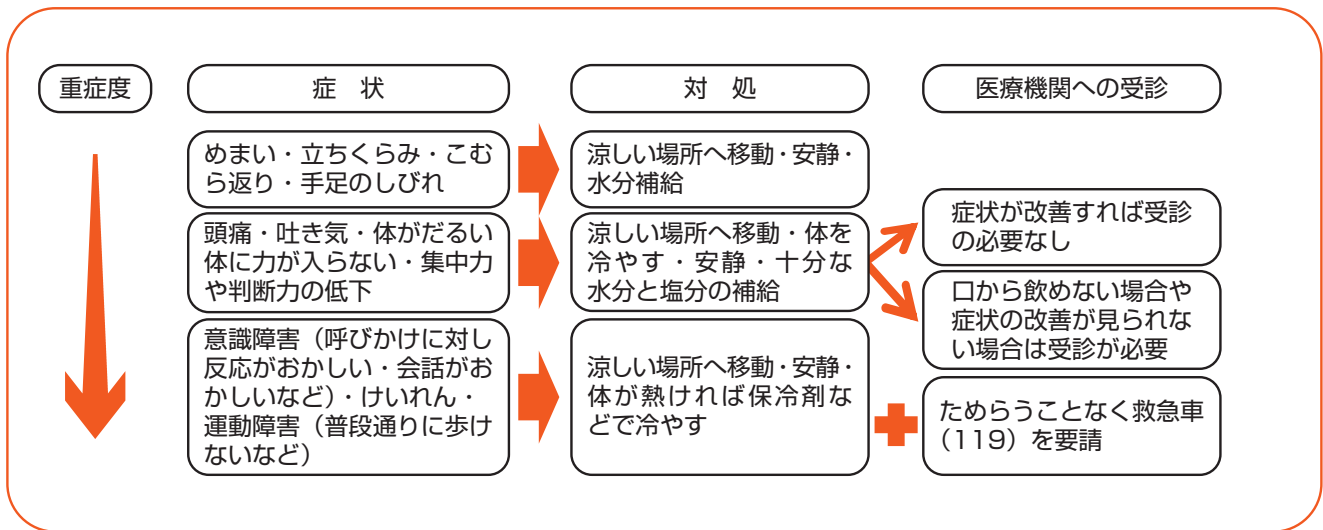 重症度
症　状
対　処
医療機関への受診
めまい・立ちくらみ・こむ
ら返り・手足のしびれ
涼しい場所へ移動・安静・
水分補給
頭痛・吐き気・体がだるい
体に力が入らない・集中力
や判断力の低下
涼しい場所へ移動・体を
冷やす・安静・十分な
水分と塩分の補給
症状が改善すれば受診
の必要なし
口から飲めない場合や
症状の改善が見られな
い場合は受診が必要
意識障害（呼びかけに対し
反応がおかしい・会話がお
かしいなど）・けいれん・
運動障害（普段通りに歩け
ないなど）
涼しい場所へ移動・安静・
体が熱ければ保冷剤な
どで冷やす
ためらうことなく救急車
（119）を要請